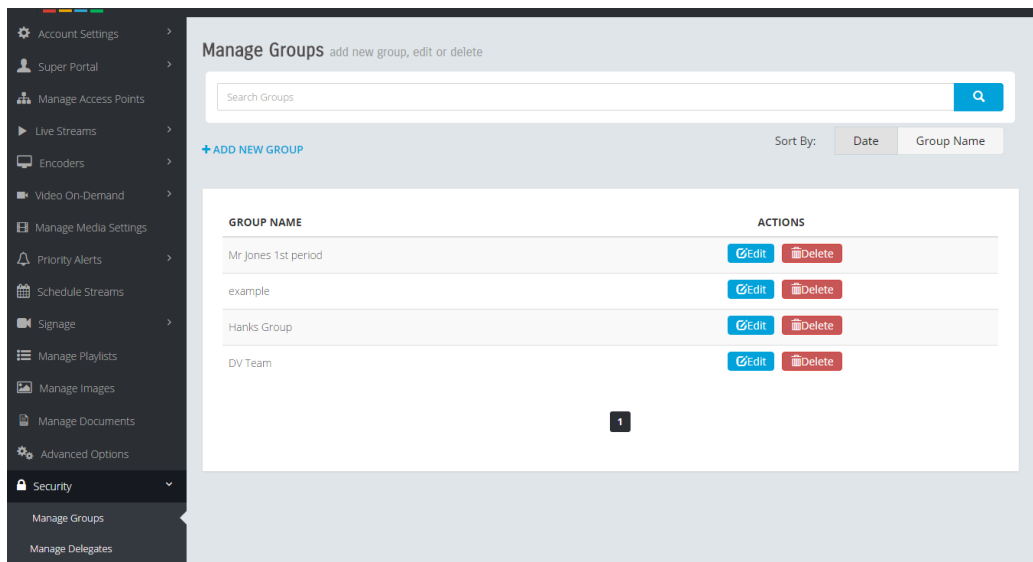 Account Settings
Super Portal
Manage Access Points
Live Streams
Encoders
Video On-Demand
Manage Media Settings
Priority Alerts
Schedule Streams
Signage
Manage Playlists
Manage Images
Manage Documents
Advanced Options
Security
Manage Groups
Manage Delegates
Manage Groups add new group, edit or delete
Search Groups
+ ADD NEW GROUP
Sort By: Date Group Name
GROUP NAME ACTIONS
Mr Jones 1st period Edit Delete
example Edit Delete
Hanks Group Edit Delete
DV Team Edit Delete
1